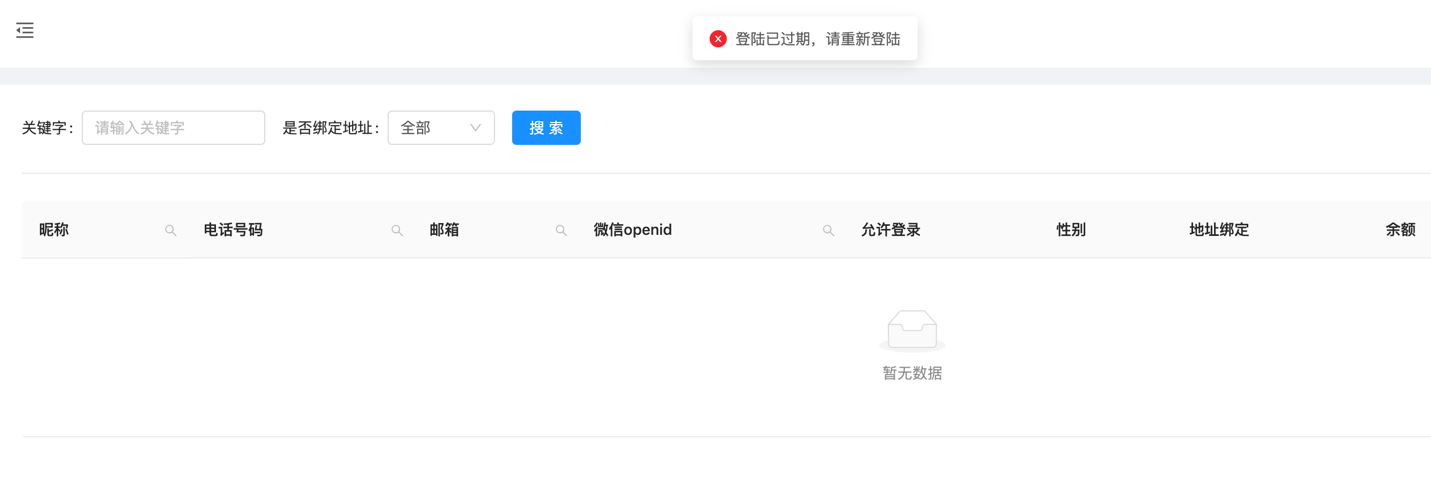 登陆已过期，请重新登陆
关键字： 请输入关键字 是否绑定地址： 全部 搜 索
昵称 电话号码 邮箱 微信openid 允许登录 性别 地址绑定 余额
暂无数据